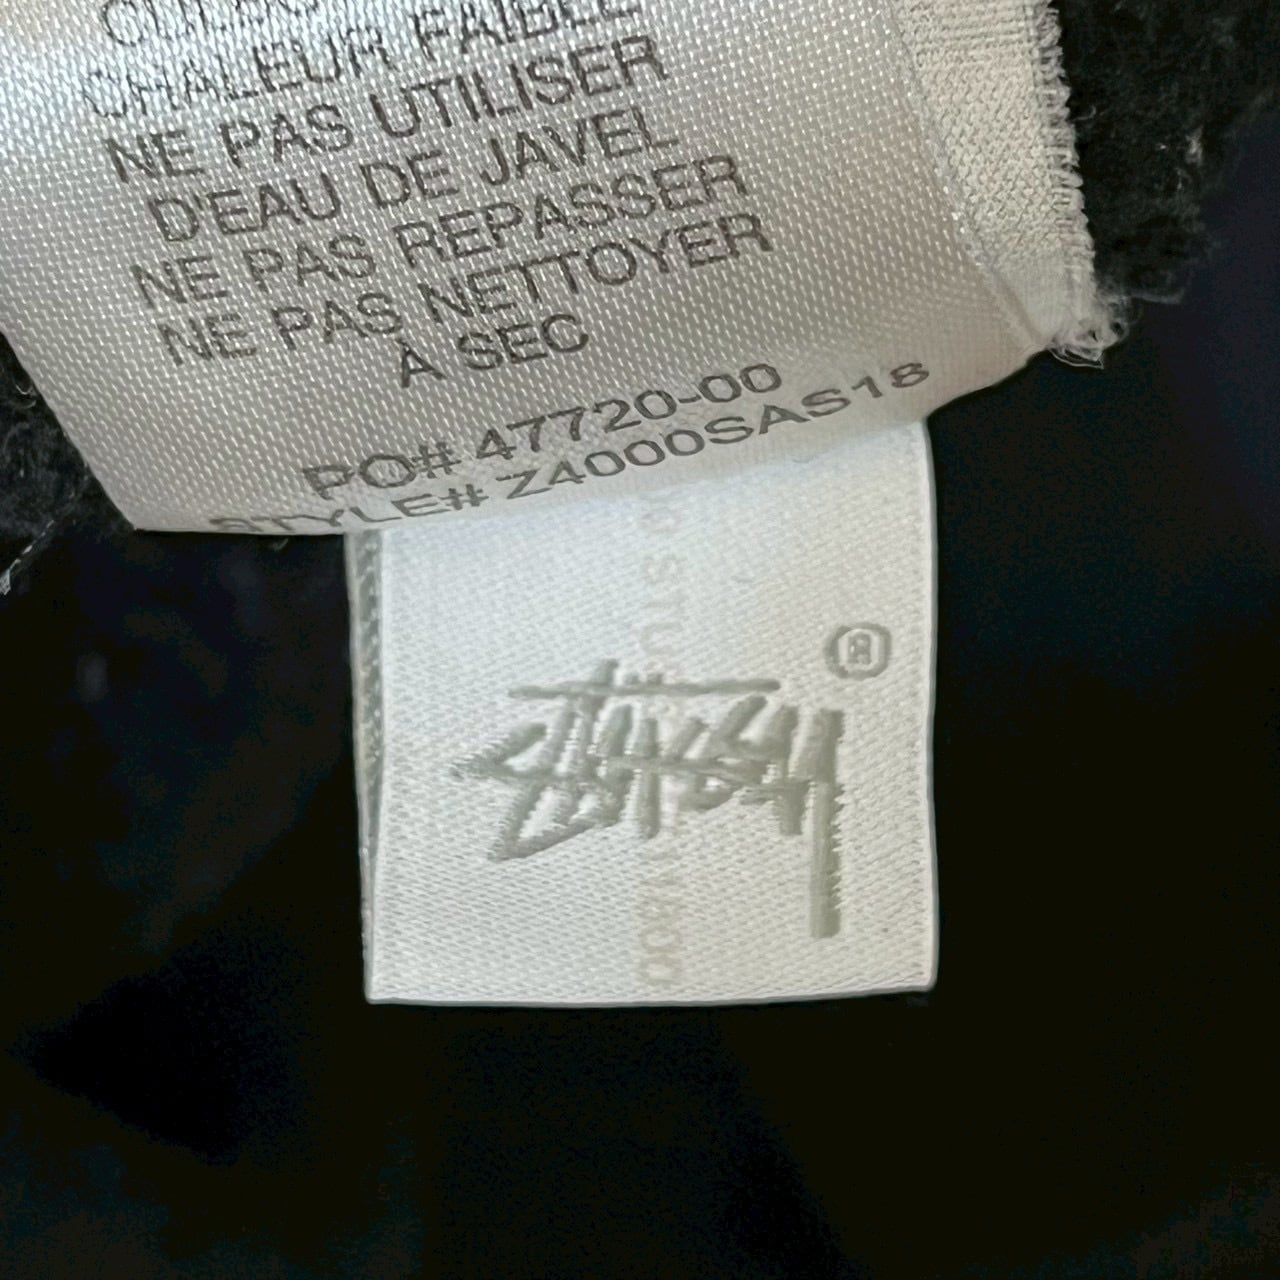 CHALEUR FAIBLE
NE PAS UTILISER
D'EAU DE JAVEL
NE PAS REPASSER
NE PAS NETTOYER
À SEC
PO# 47720-00
STYLE# Z4000SAS18
®
Stüssy